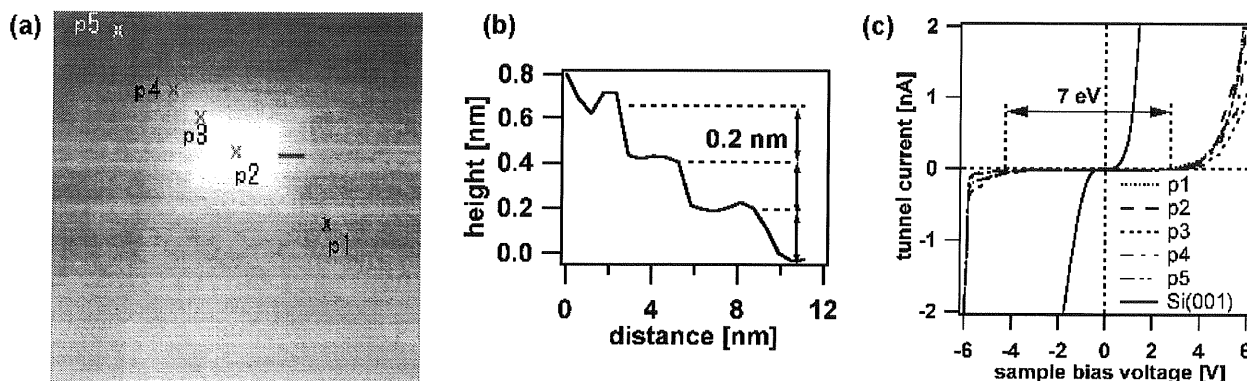 (a)
p5
p4
p3
p2
p1
(b)
height [nm]
0.8
0.6
0.4
0.2
0.0
0.2 nm
0 4 8 12
distance [nm]
(c)
tunnel current [nA]
2
1
0
-1
-2
7 eV
p1
p2
p3
p4
p5
Si(001)
-6 -4 -2 0 2 4 6
sample bias voltage [V]